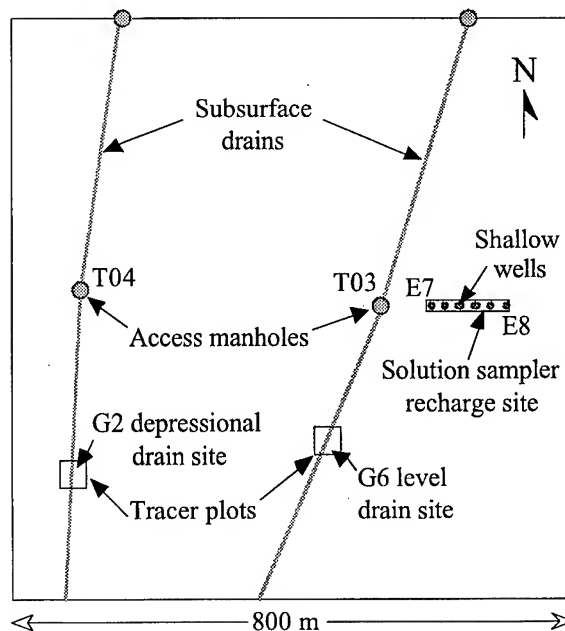 N
Subsurface
drains
Shallow
wells
T04
T03
E7
E8
Access manholes
Solution sampler
recharge site
G2 depressional
drain site
G6 level
drain site
Tracer plots
800 m